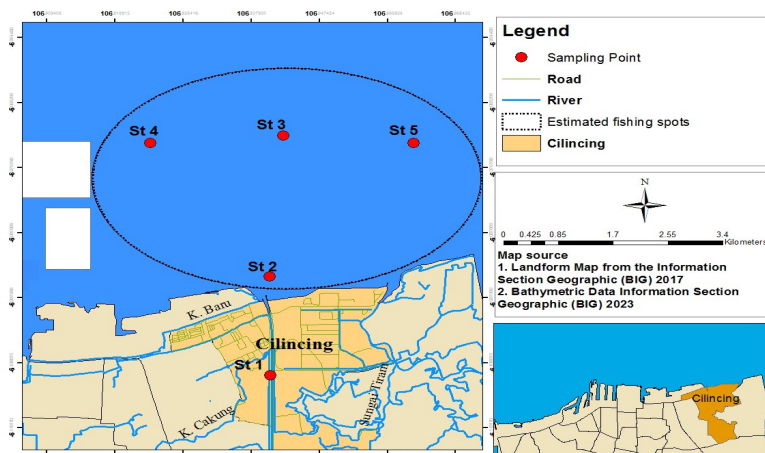 St 4
St 3
St 5
St 2
K. Baru
Cilincing
St 1
K. Cakung
Sungai Tiram
Legend
Sampling Point
Road
River
Estimated fishing spots
Cilincing
N
0 0.425 0.85 1.7 2.55 3.4
Kilometers
Map source
1. Landform Map from the Information
Section Geographic (BIG) 2017
2. Bathymetric Data Information Section
Geographic (BIG) 2023
Cilincing